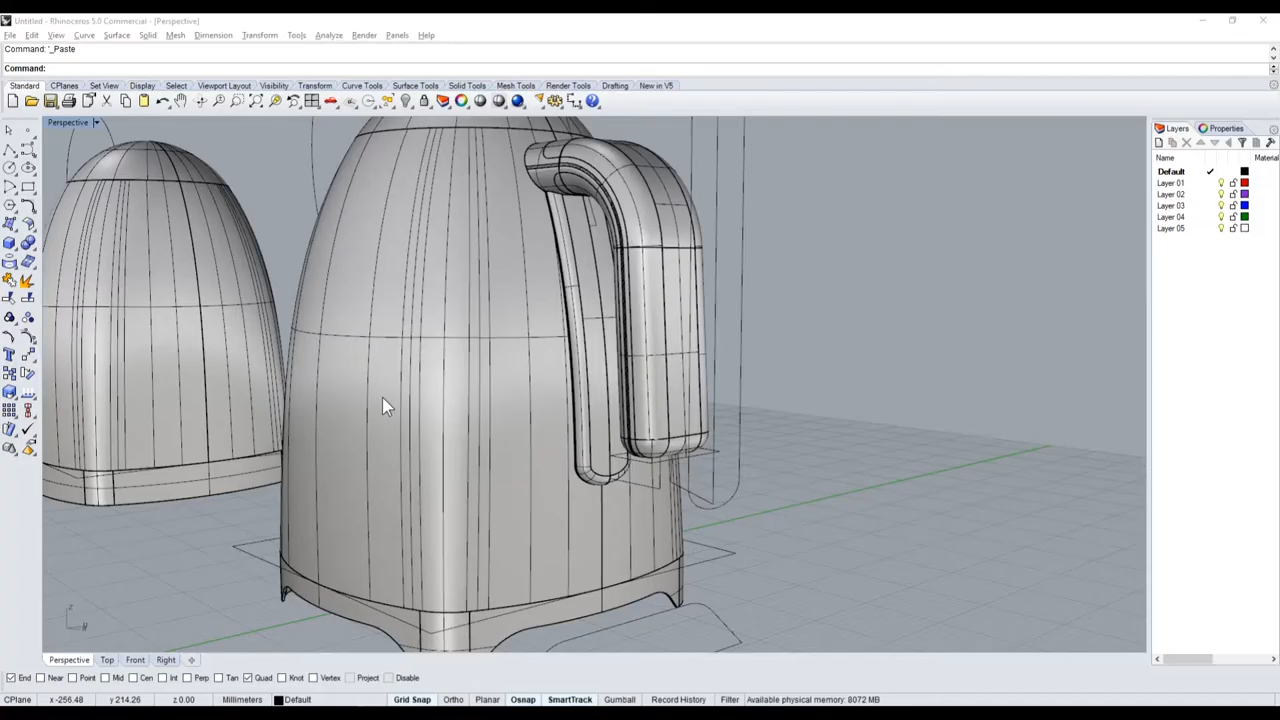 Untitled - Rhinoceros 5.0 Commercial - [Perspective]
File Edit View Curve Surface Solid Mesh Dimension Transform Tools Analyze Render Panels Help
Command: '_Paste
Command:
Standard CPlanes Set View Display Select Viewport Layout Visibility Transform Curve Tools Surface Tools Solid Tools Mesh Tools Render Tools Drafting New in V5
Perspective
Layers Properties
Name Material
Default
Layer 01
Layer 02
Layer 03
Layer 04
Layer 05
z
y
Perspective Top Front Right
End Near Point Mid Cen Int Perp Tan Quad Knot Vertex Project Disable
CPlane x -256.48 y 214.26 z 0.00 Millimeters Default Grid Snap Ortho Planar Osnap SmartTrack Gumball Record History Filter Available physical memory: 8072 MB